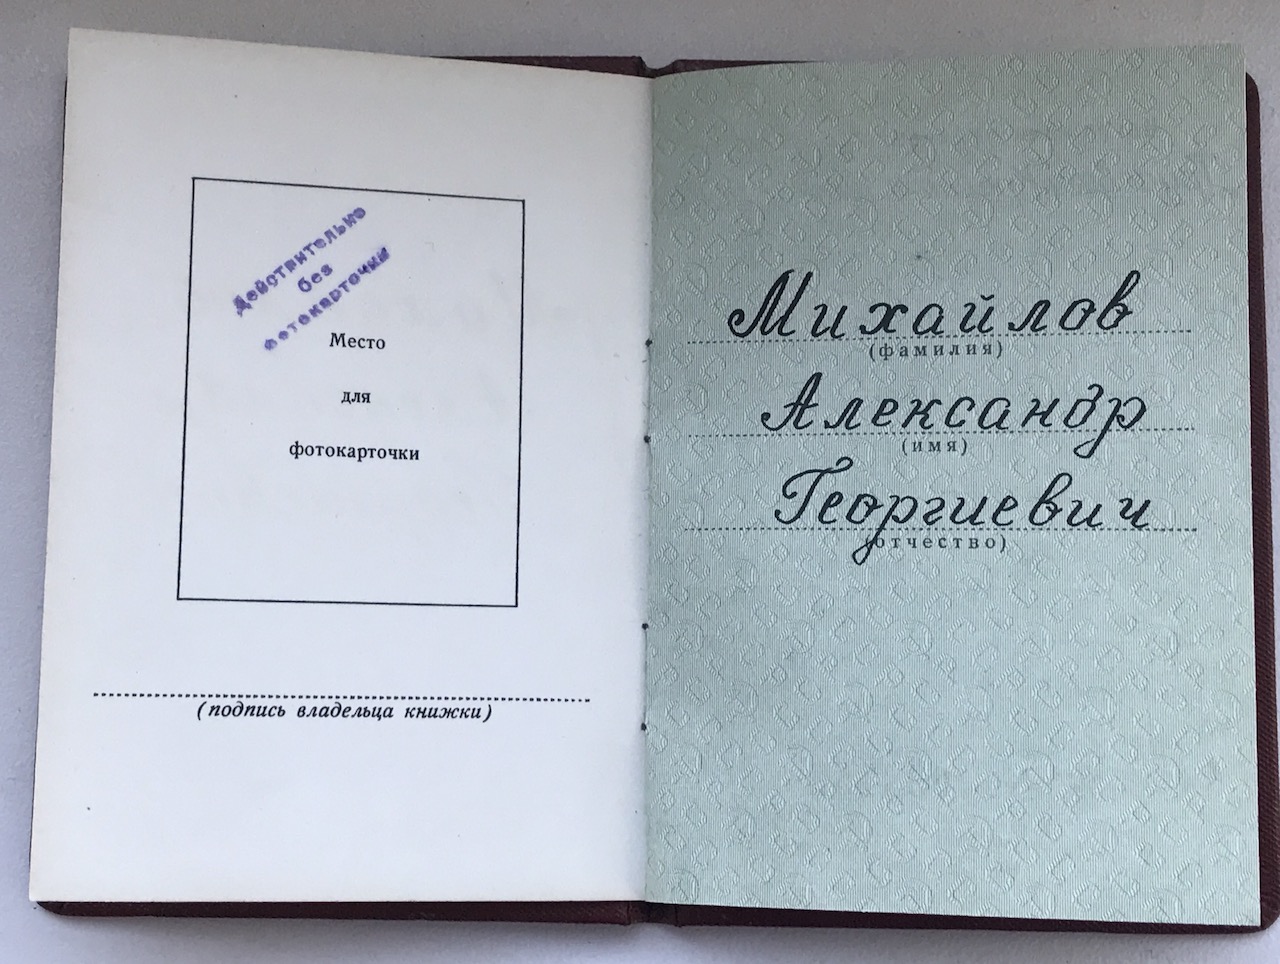 Действительно
без
фотокарточки
Место
для
фотокарточки
(подпись владельца книжки)
Михайлов
(фамилия)
Александр
(имя)
Георгиевич
(отчество)